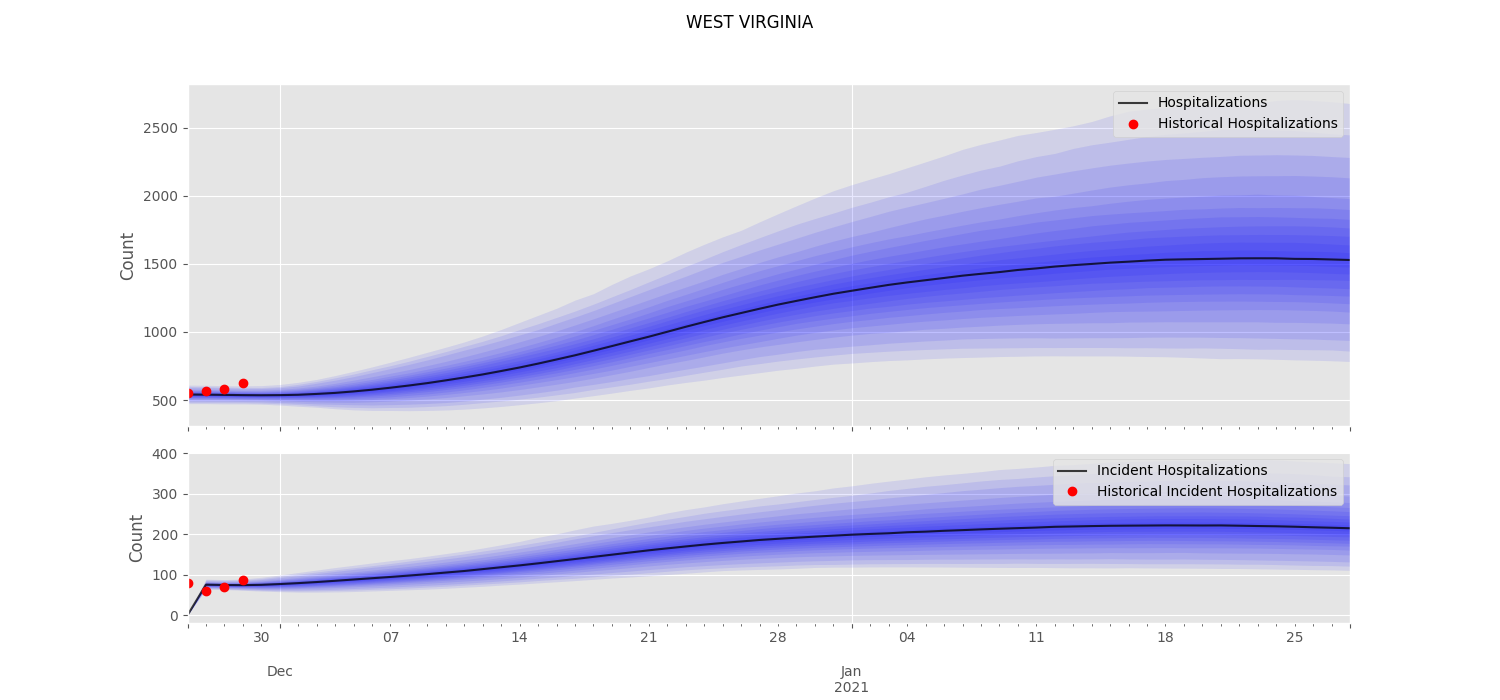 WEST VIRGINIA
Hospitalizations
Historical Hospitalizations
Count
2500
2000
1500
1000
500
Incident Hospitalizations
Historical Incident Hospitalizations
Count
400
300
200
100
0
30 07 14 21 28 04 11 18 25
Dec Jan
2021